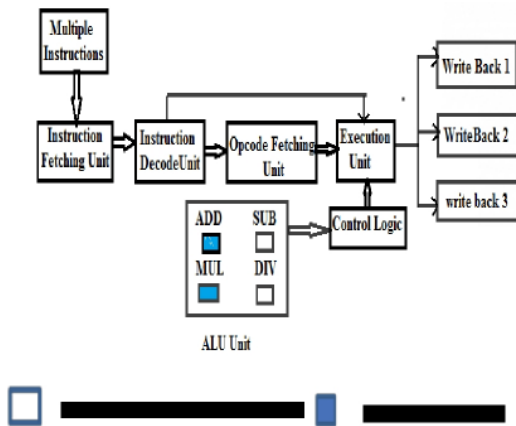 Multiple
Instructions
Write Back 1
Instruction
Fetching Unit
Instruction
DecodeUnit
Opcode Fetching
Unit
Execution
Unit
WriteBack 2
write back 3
ADD
SUB
Control Logic
MUL
DIV
ALU Unit